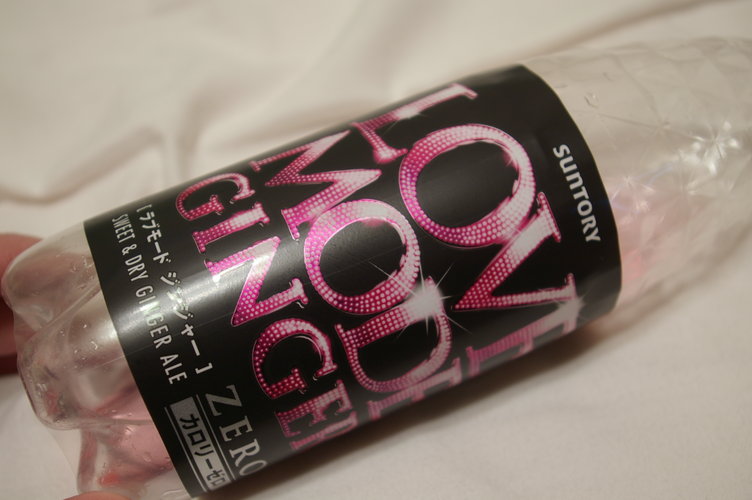 SUNTORY
LOVE
MODE
GINGER
[ラブモード ジンジャー]
SWEET & DRY GINGER ALE
ZERO
カロリーゼロ